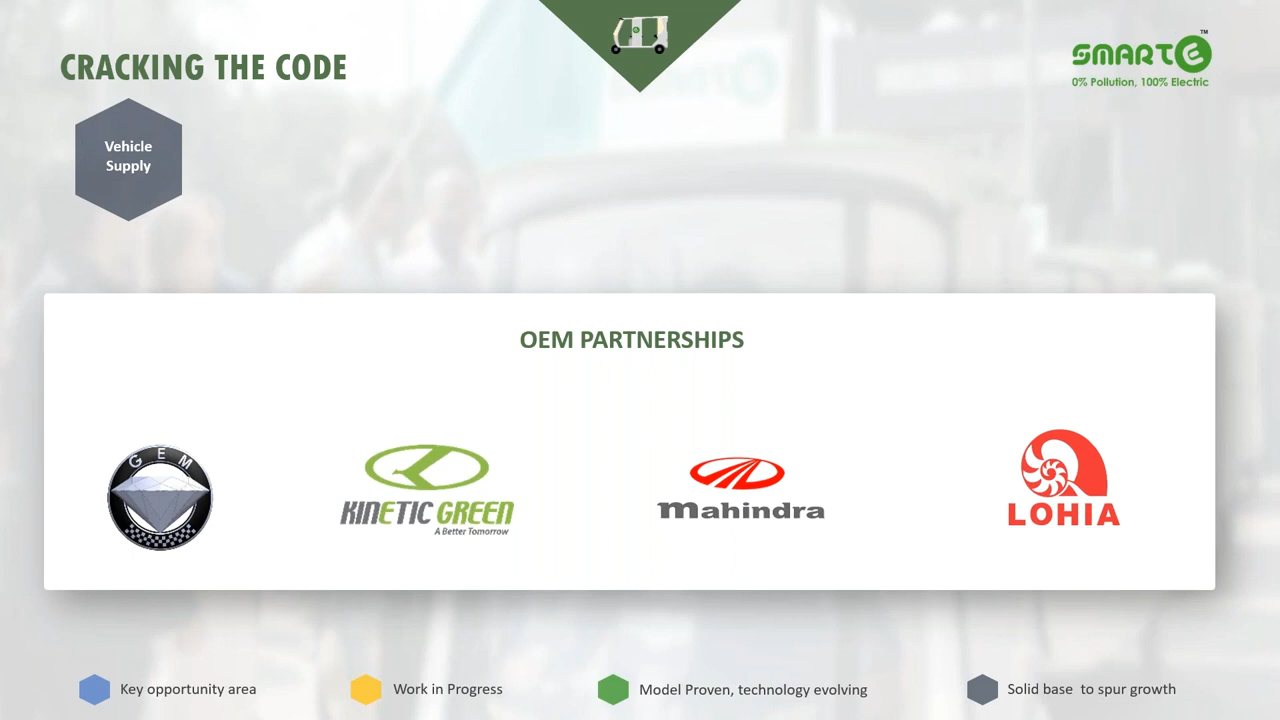 CRACKING THE CODE
SMARTE
TM
0% Pollution, 100% Electric
Vehicle
Supply
OEM PARTNERSHIPS
GEM
KINETIC GREEN
A Better Tomorrow
mahindra
LOHIA
Key opportunity area
Work in Progress
Model Proven, technology evolving
Solid base to spur growth